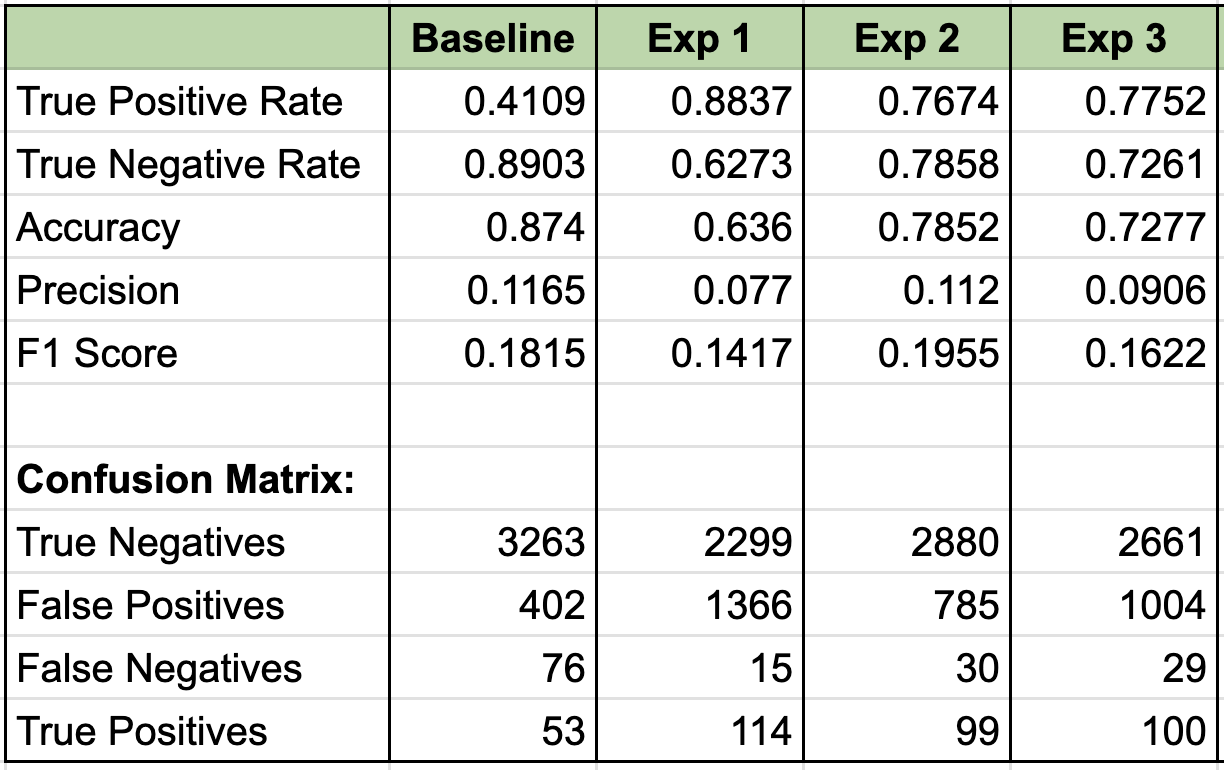 Baseline Exp 1 Exp 2 Exp 3
True Positive Rate 0.4109 0.8837 0.7674 0.7752
True Negative Rate 0.8903 0.6273 0.7858 0.7261
Accuracy 0.874 0.636 0.7852 0.7277
Precision 0.1165 0.077 0.112 0.0906
F1 Score 0.1815 0.1417 0.1955 0.1622
Confusion Matrix:
True Negatives 3263 2299 2880 2661
False Positives 402 1366 785 1004
False Negatives 76 15 30 29
True Positives 53 114 99 100